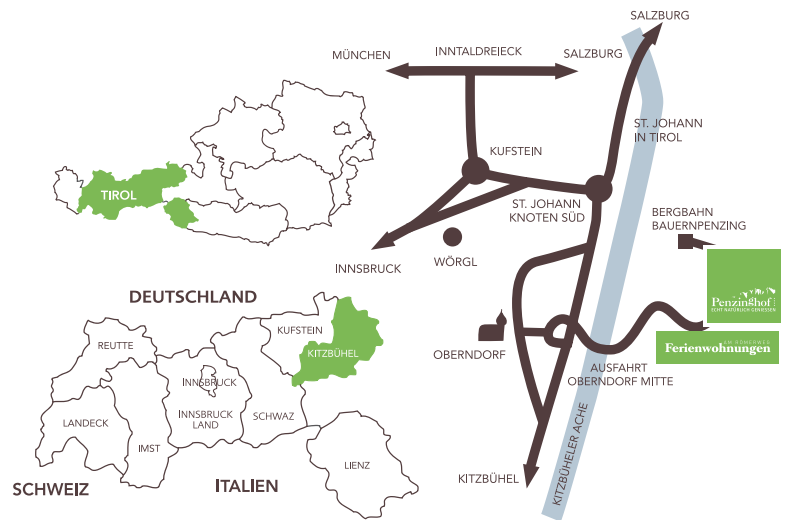 SALZBURG
MÜNCHEN
INNTALDREIECK
SALZBURG
ST. JOHANN
IN TIROL
KUFSTEIN
TIROL
ST. JOHANN
KNOTEN SÜD
BERGBAHN
BAUERNPENZING
WÖRGL
INNSBRUCK
Penzinghof
ECHT NATÜRLICH GENIESSEN
AM RÖMERWEG
Ferienwohnungen
OBERNDORF
AUSFAHRT
OBERNDORF MITTE
KITZBÜHEL
KITZBÜHELER ACHE
DEUTSCHLAND
KUFSTEIN
REUTTE
KITZBÜHEL
INNSBRUCK
INNSBRUCK
LAND
SCHWAZ
LANDECK
IMST
LIENZ
SCHWEIZ
ITALIEN